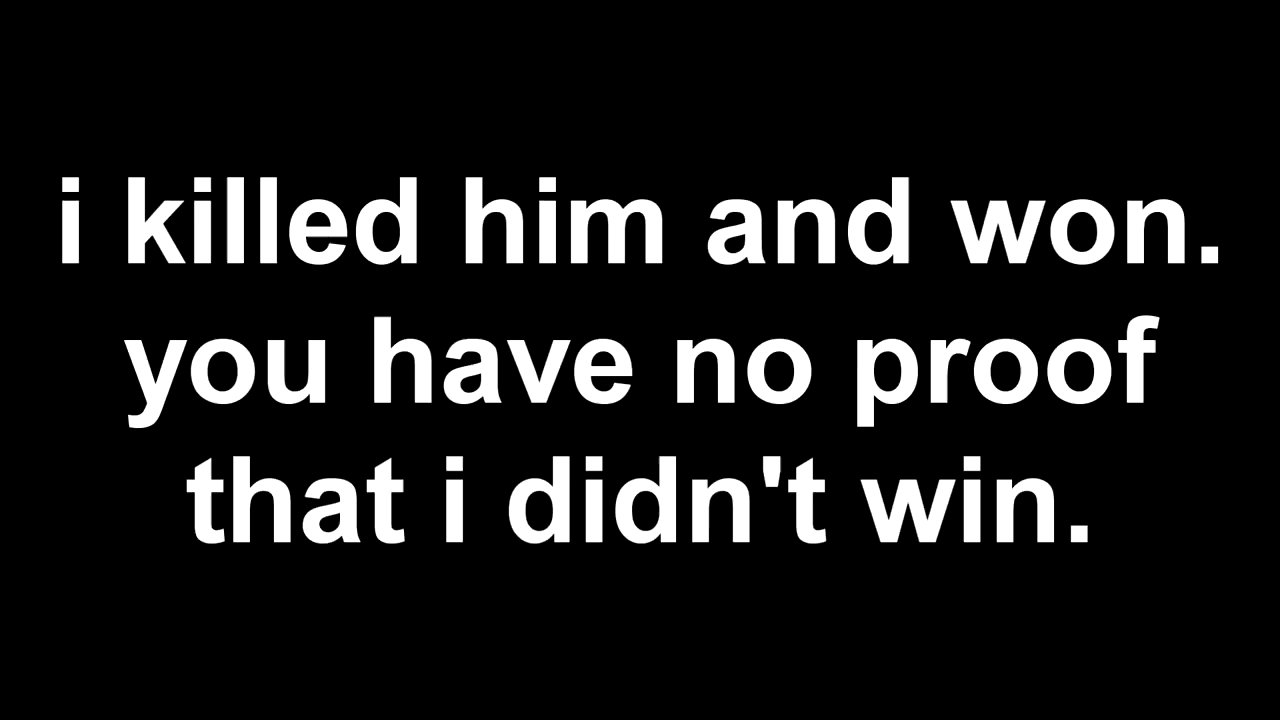 i killed him and won.
you have no proof
that i didn't win.